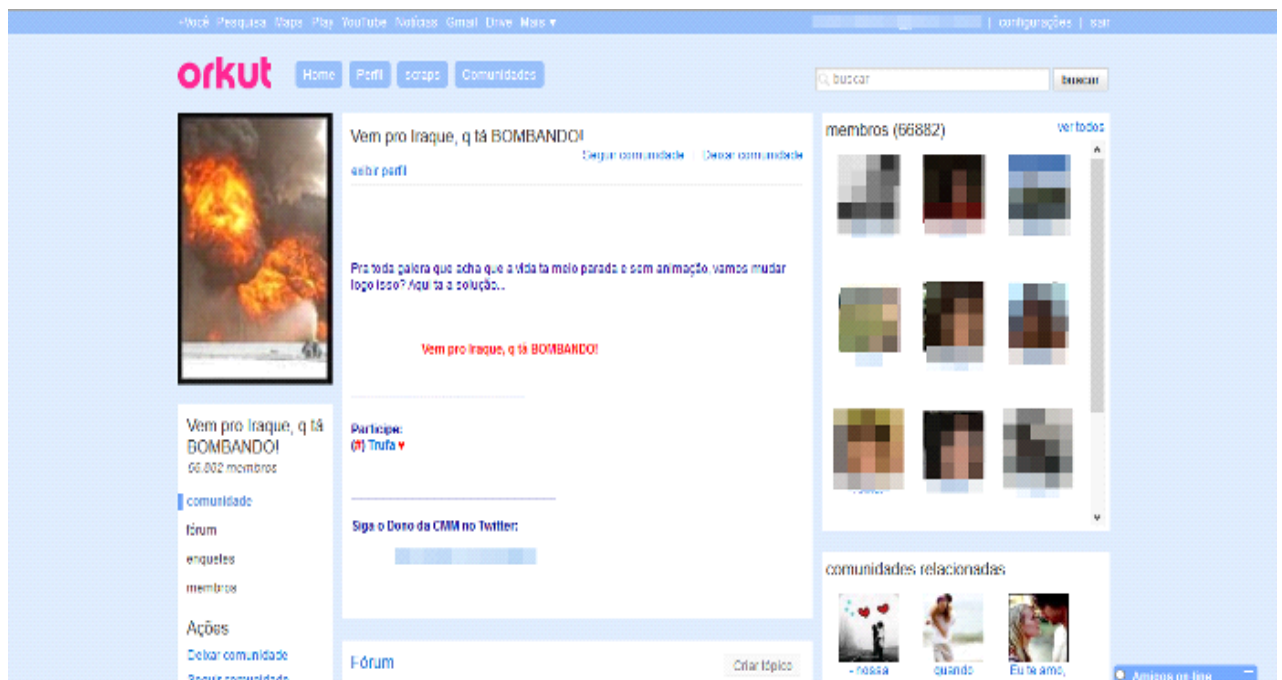 +Você Pesquisa Maps Play YouTube Notícias Gmail Drive Mais ▾
| configurações | sair
orkut
Home Perfil scraps Comunidades
buscar
buscar
Vem pro Iraque, q tá BOMBANDO!
Seguir comunidade | Deixar comunidade
exibir perfil
Pra toda galera que acha que a vida ta meio parada e sem animação, vamos mudar
logo isso? Aqui ta a solução...
Vem pro Iraque, q tá BOMBANDO!
Participe:
(#) Trufa ♥
Siga o Dono da CMM no Twitter:
Fórum
Criar tópico
Vem pro Iraque, q tá
BOMBANDO!
66.882 membros
comunidade
fórum
enquetes
membros
Ações
Deixar comunidade
Seguir comunidade
membros (66882)
ver todos
comunidades relacionadas
- nossa
quando
Eu te amo,
Amigos on-line